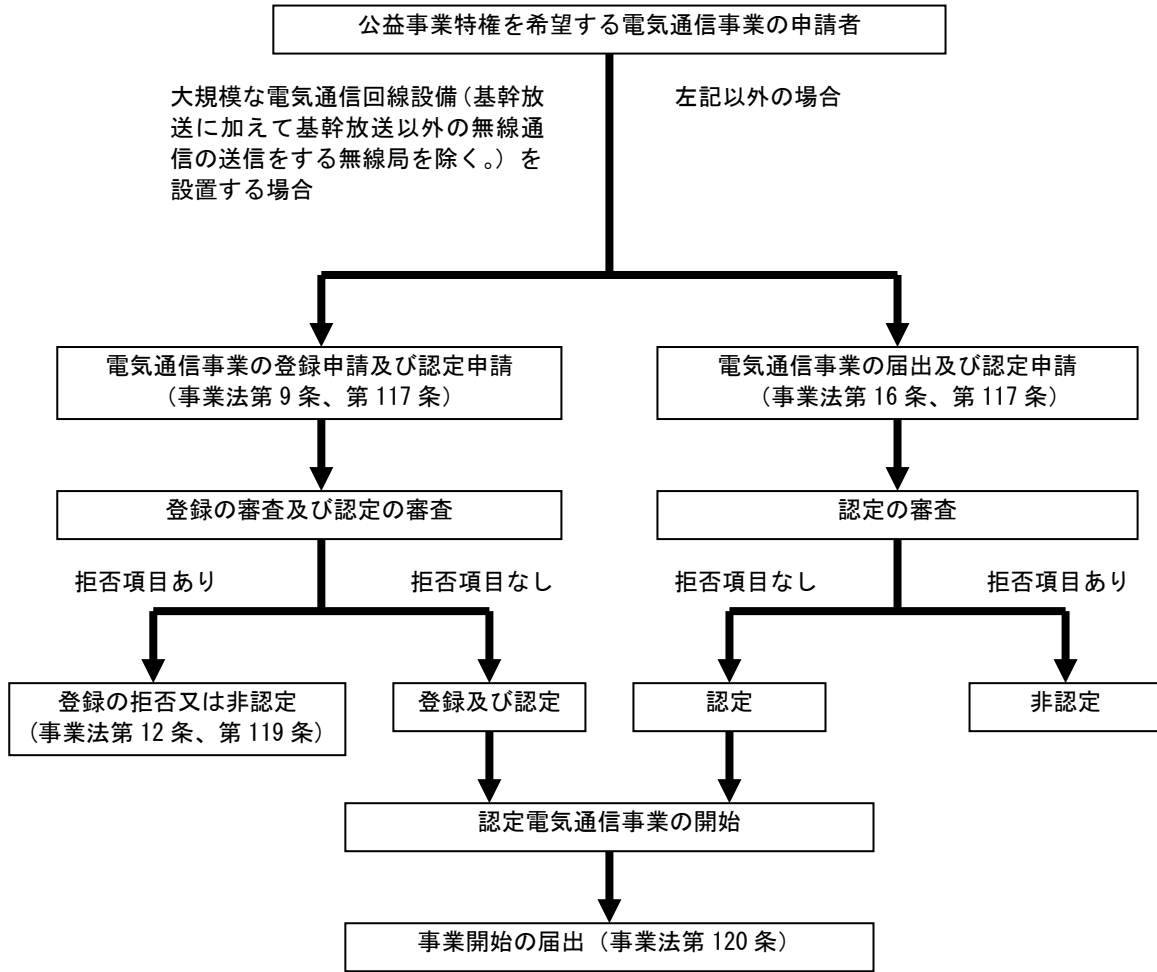 公益事業特権を希望する電気通信事業の申請者
大規模な電気通信回線設備（基幹放
送に加えて基幹放送以外の無線通
信の送信をする無線局を除く。）を
設置する場合
左記以外の場合
電気通信事業の登録申請及び認定申請
（事業法第 9 条、第 117 条）
電気通信事業の届出及び認定申請
（事業法第 16 条、第 117 条）
登録の審査及び認定の審査
認定の審査
拒否項目あり
拒否項目なし
拒否項目なし
拒否項目あり
登録の拒否又は非認定
（事業法第 12 条、第 119 条）
登録及び認定
認定
非認定
認定電気通信事業の開始
事業開始の届出（事業法第 120 条）